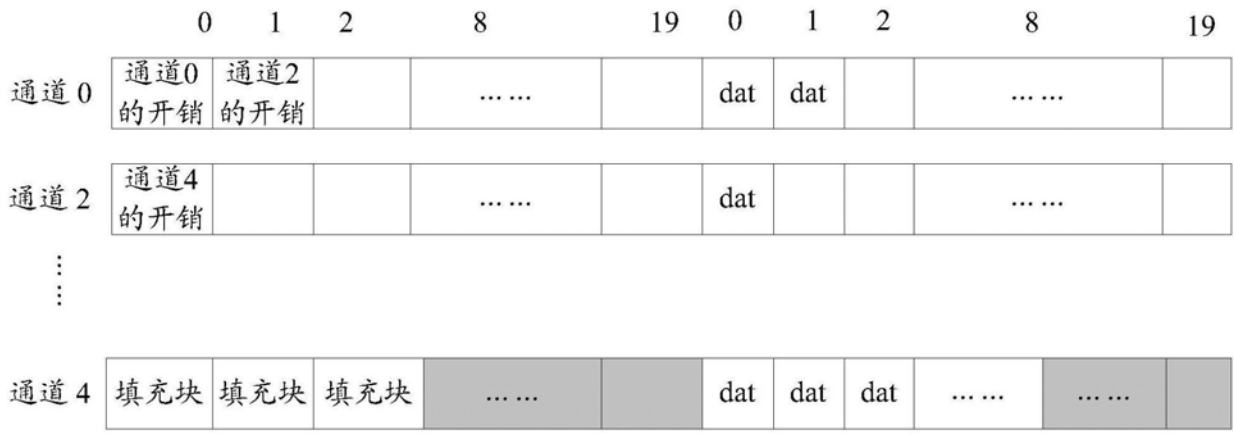 0 1 2 8 19 0 1 2 8 19
通道 0 通道0的开销 通道2的开销 …… dat dat ……
通道 2 通道4的开销 …… dat ……
……
通道 4 填充块 填充块 填充块 …… dat dat dat …… ……